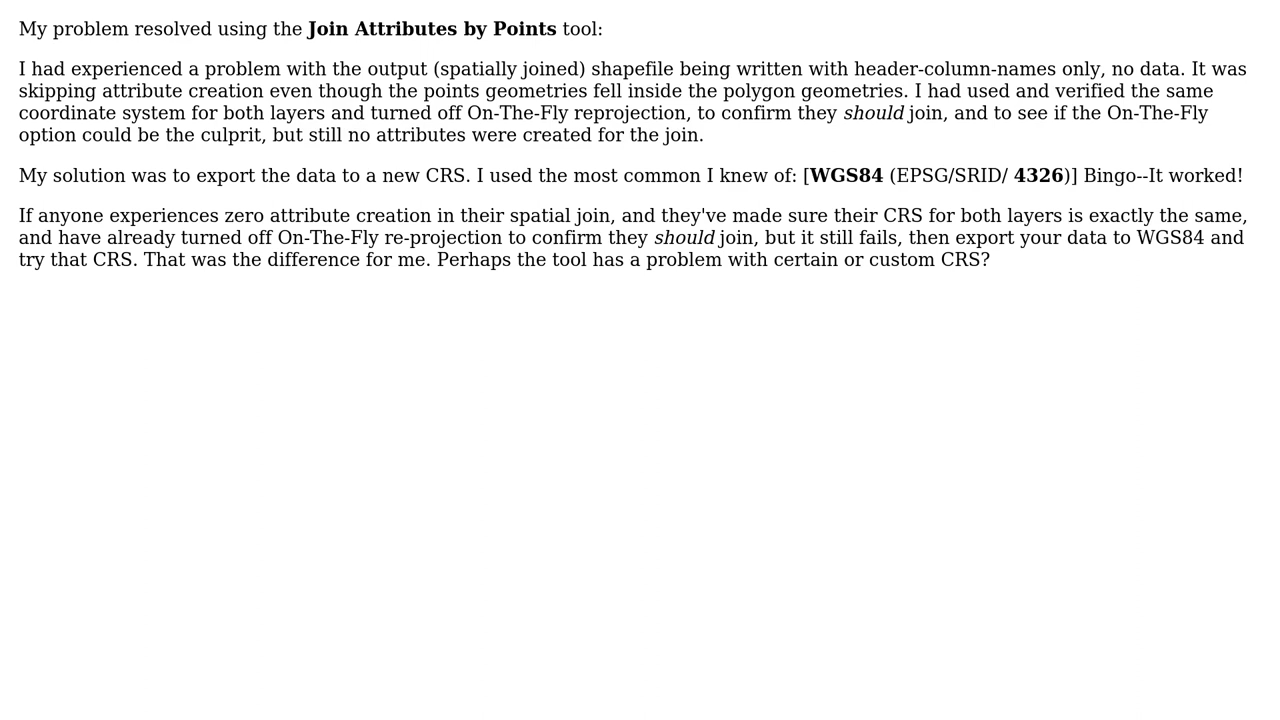 My problem resolved using the Join Attributes by Points tool:
I had experienced a problem with the output (spatially joined) shapefile being written with header-column-names only, no data. It was
skipping attribute creation even though the points geometries fell inside the polygon geometries. I had used and verified the same
coordinate system for both layers and turned off On-The-Fly reprojection, to confirm they should join, and to see if the On-The-Fly
option could be the culprit, but still no attributes were created for the join.
My solution was to export the data to a new CRS. I used the most common I knew of: [WGS84 (EPSG/SRID/ 4326)] Bingo--It worked!
If anyone experiences zero attribute creation in their spatial join, and they've made sure their CRS for both layers is exactly the same,
and have already turned off On-The-Fly re-projection to confirm they should join, but it still fails, then export your data to WGS84 and
try that CRS. That was the difference for me. Perhaps the tool has a problem with certain or custom CRS?